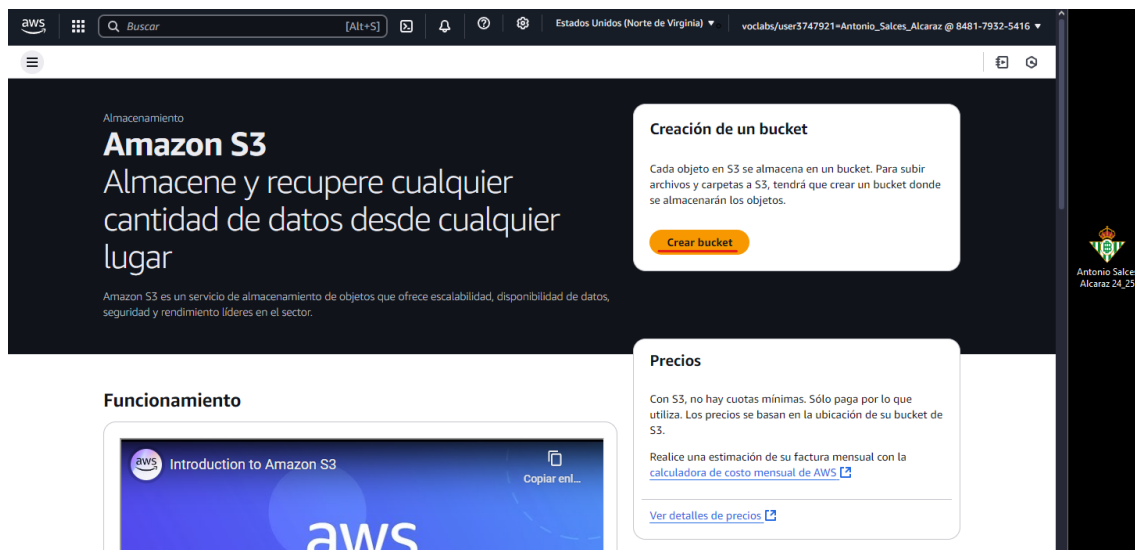 aws
Buscar
[Alt+S]
Estados Unidos (Norte de Virginia)
voclabs/user3747921=Antonio_Salces_Alcaraz @ 8481-7932-5416
Almacenamiento
Amazon S3
Almacene y recupere cualquier
cantidad de datos desde cualquier
lugar
Amazon S3 es un servicio de almacenamiento de objetos que ofrece escalabilidad, disponibilidad de datos,
seguridad y rendimiento líderes en el sector.
Creación de un bucket
Cada objeto en S3 se almacena en un bucket. Para subir
archivos y carpetas a S3, tendrá que crear un bucket donde
se almacenarán los objetos.
Crear bucket
Antonio Salces
Alcaraz 24_25
Precios
Con S3, no hay cuotas mínimas. Sólo paga por lo que
utiliza. Los precios se basan en la ubicación de su bucket de
S3.
Realice una estimación de su factura mensual con la
calculadora de costo mensual de AWS
Ver detalles de precios
Funcionamiento
aws
Introduction to Amazon S3
Copiar enl...
aws